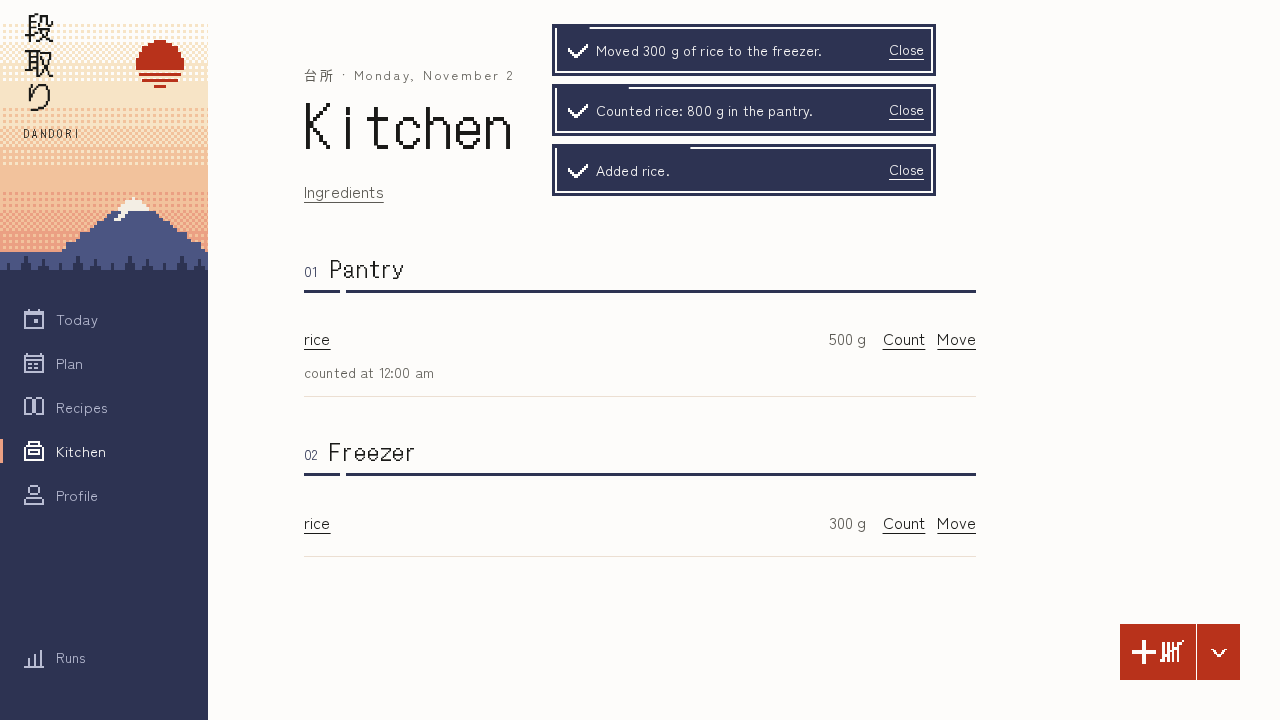 段取り
DANDORI
Today
Plan
Recipes
Kitchen
Profile
Runs
台所 · Monday, November 2
Kitchen
Ingredients
Moved 300 g of rice to the freezer. Close
Counted rice: 800 g in the pantry. Close
Added rice. Close
01 Pantry
rice 500 g Count Move
counted at 12:00 am
02 Freezer
rice 300 g Count Move